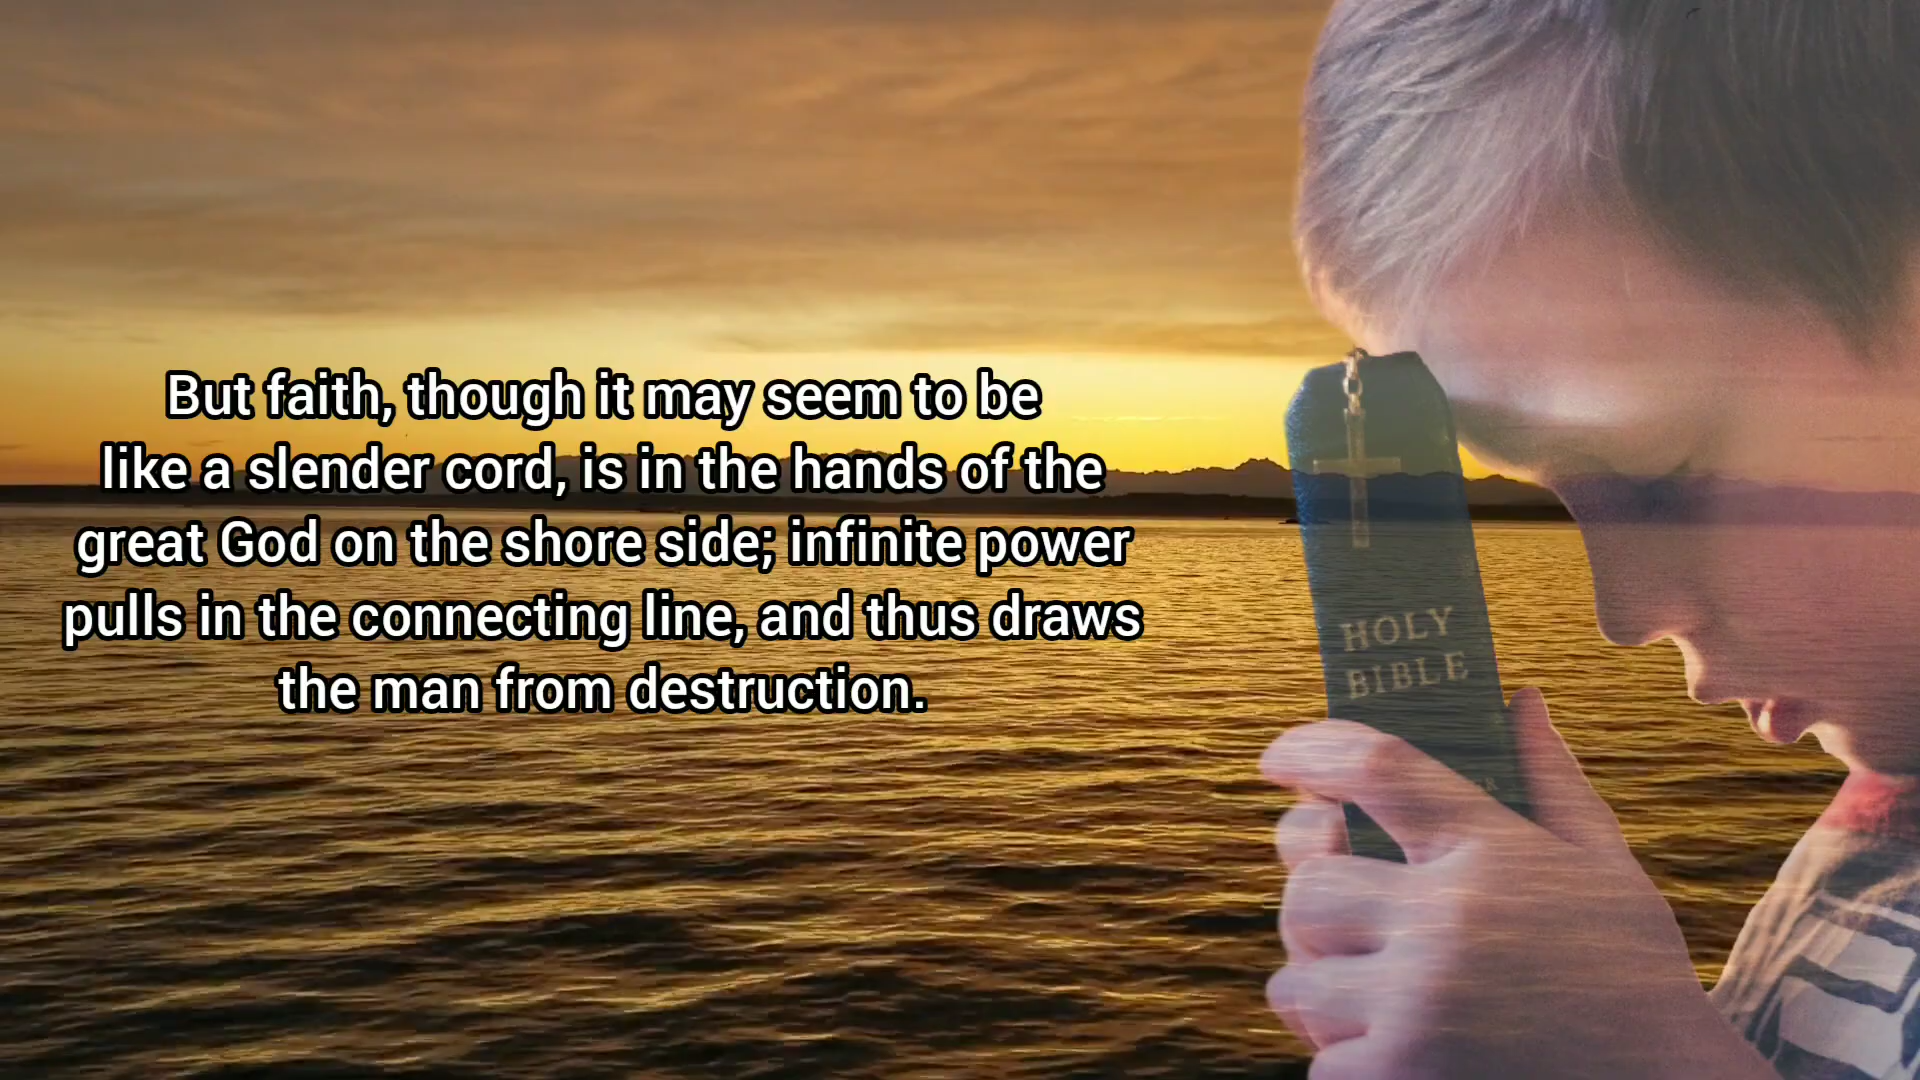 But faith, though it may seem to be
like a slender cord, is in the hands of the
great God on the shore side; infinite power
pulls in the connecting line, and thus draws
the man from destruction.
HOLY
BIBLE